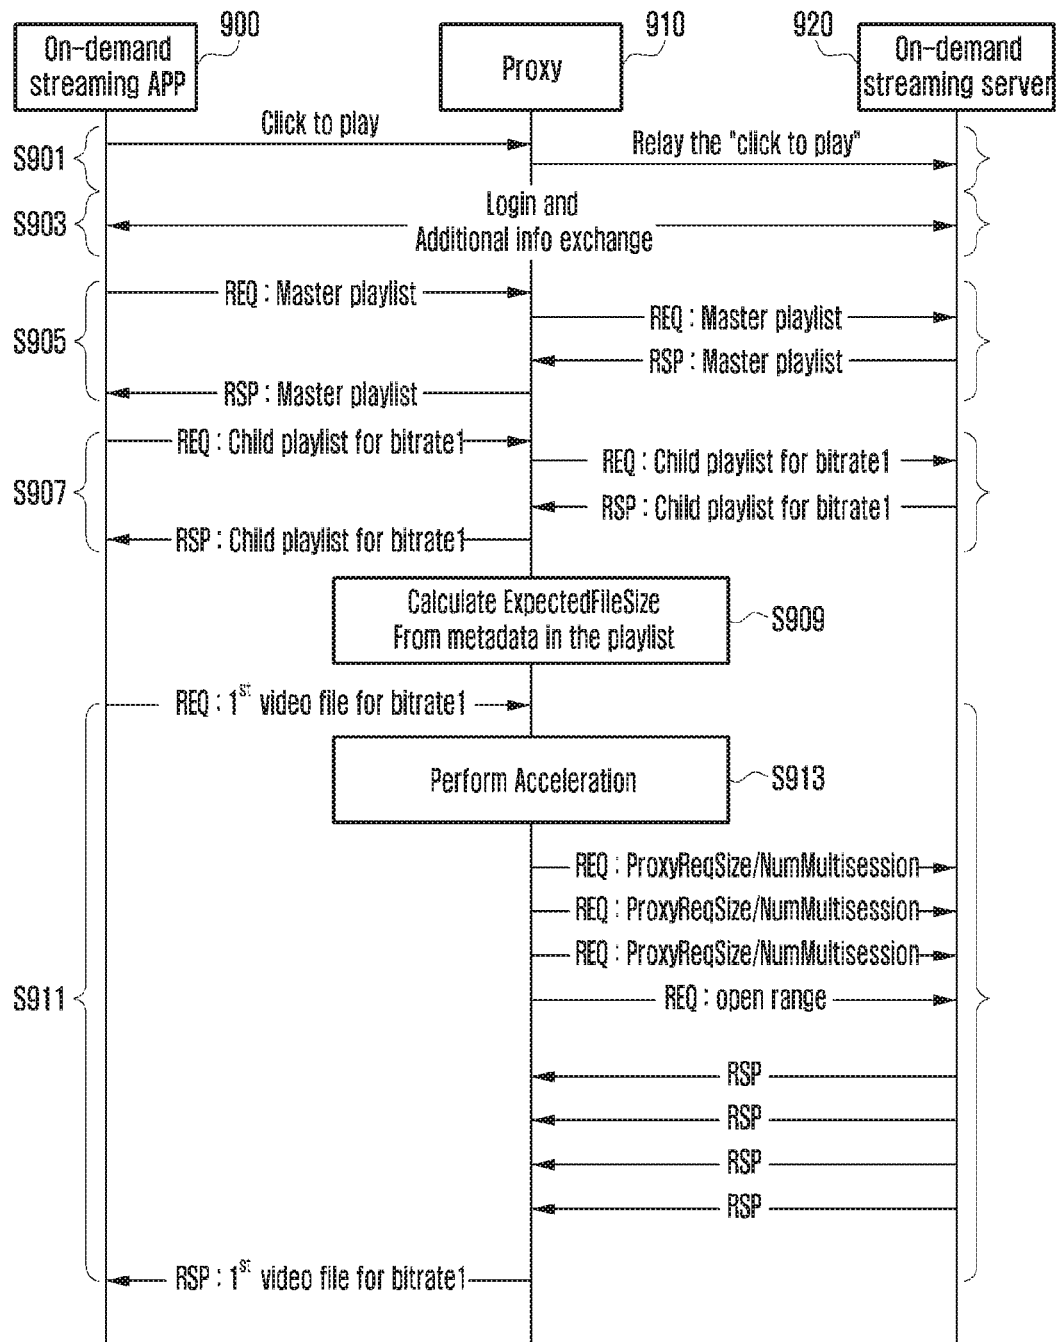 900
910
920
On-demand
streaming APP
Proxy
On-demand
streaming server
Click to play
S901
Relay the "click to play"
S903
Login and
Additional info exchange
REQ : Master playlist
REQ : Master playlist
S905
RSP : Master playlist
RSP : Master playlist
REQ : Child playlist for bitrate1
REQ : Child playlist for bitrate1
S907
RSP : Child playlist for bitrate1
RSP : Child playlist for bitrate1
Calculate ExpectedFileSize
From metadata in the playlist
S909
REQ : 1st video file for bitrate1
Perform Acceleration
S913
REQ : ProxyReqSize/NumMultisession
REQ : ProxyReqSize/NumMultisession
REQ : ProxyReqSize/NumMultisession
S911
REQ : open range
RSP
RSP
RSP
RSP
RSP : 1st video file for bitrate1